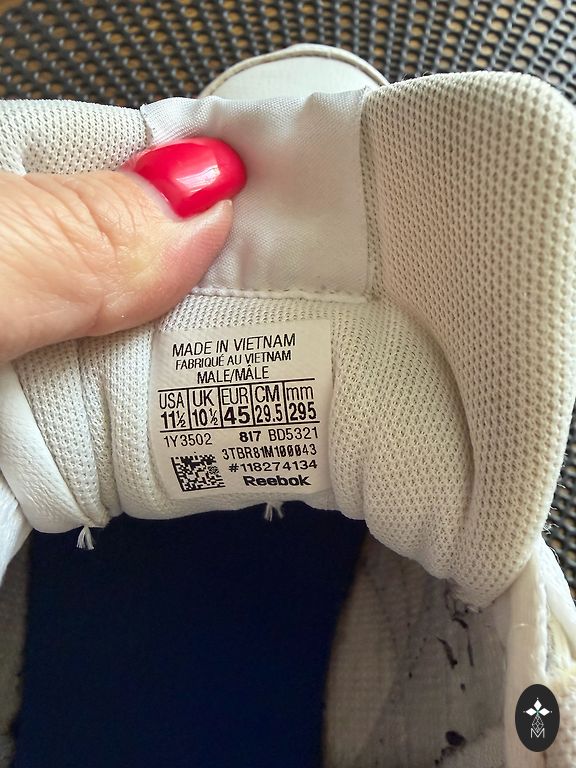 MADE IN VIETNAM
FABRIQUÉ AU VIETNAM
MALE/MÂLE
USA UK EUR CM mm
11½ 10½ 45 29.5 295
1Y3502 817 BD5321
3TBR81M100043
#118274134
Reebok
M